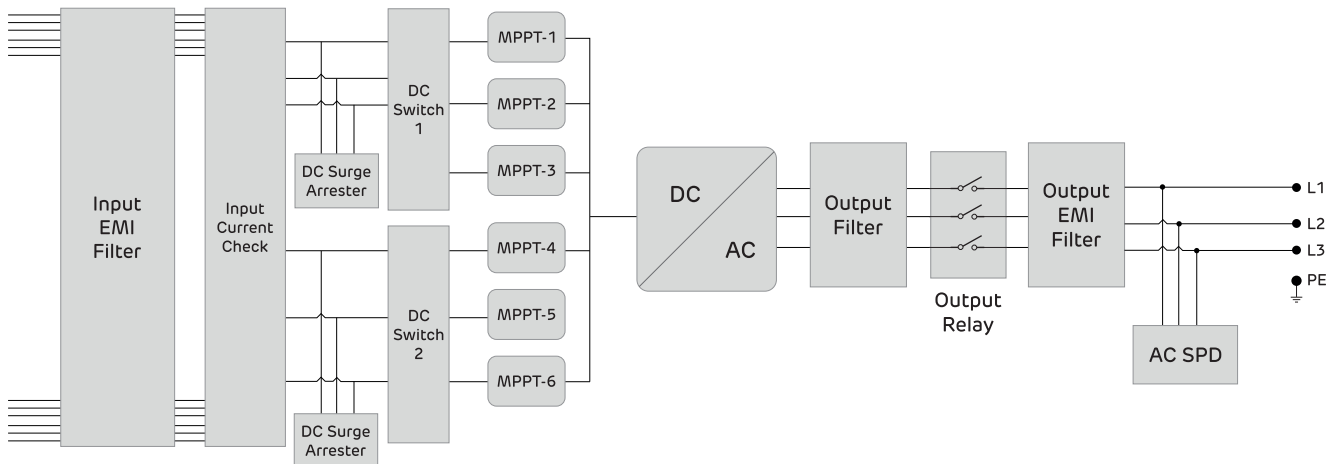 Input
EMI
Filter
Input
Current
Check
DC Surge
Arrester
DC Surge
Arrester
DC
Switch
1
DC
Switch
2
MPPT-1
MPPT-2
MPPT-3
MPPT-4
MPPT-5
MPPT-6
DC
AC
Output
Filter
Output
Relay
Output
EMI
Filter
AC SPD
L1
L2
L3
PE